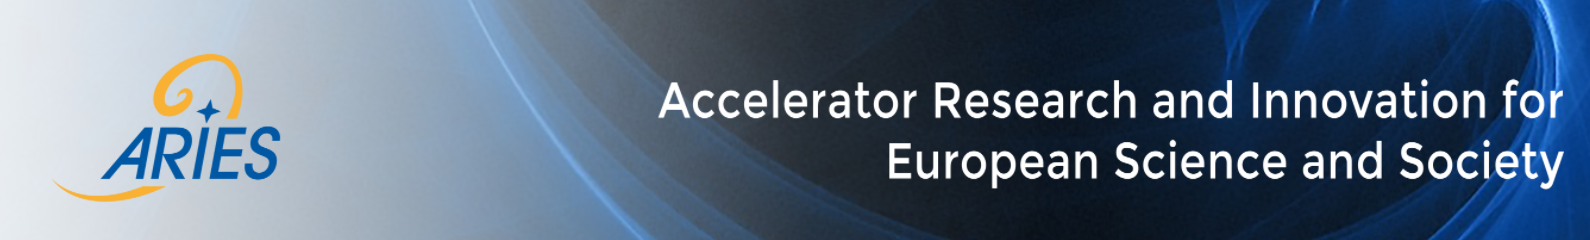 ARIES
Accelerator Research and Innovation for
European Science and Society